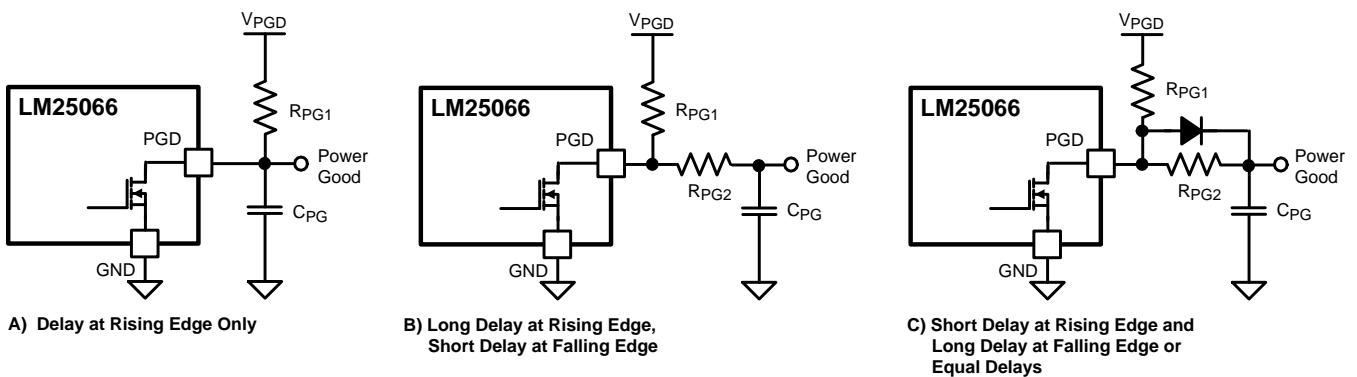 VPGD
LM25066
RPG1
PGD
Power
Good
CPG
GND
A) Delay at Rising Edge Only
VPGD
LM25066
RPG1
PGD
Power
Good
RPG2
CPG
GND
B) Long Delay at Rising Edge,
Short Delay at Falling Edge
VPGD
LM25066
RPG1
PGD
Power
Good
RPG2
CPG
GND
C) Short Delay at Rising Edge and
Long Delay at Falling Edge or
Equal Delays